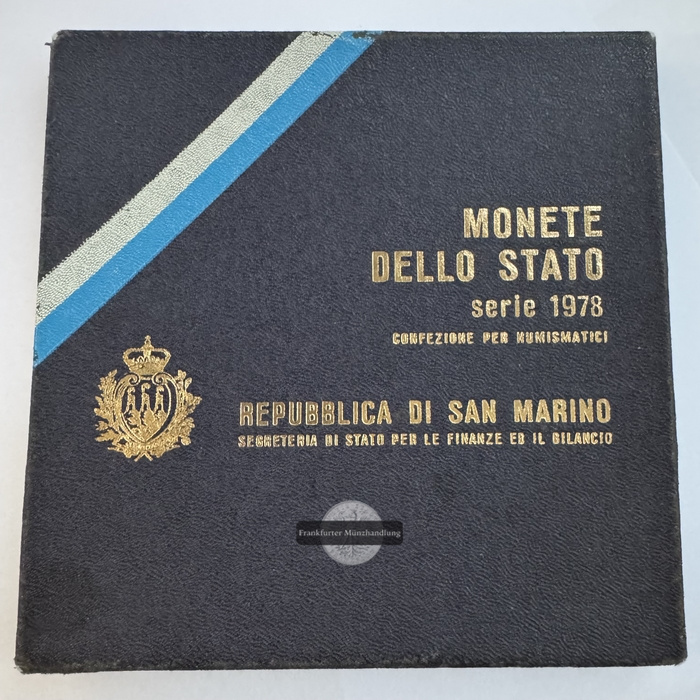 MONETE
DELLO STATO
serie 1978
CONFEZIONE PER NUMISMATICI
REPUBBLICA DI SAN MARINO
SEGRETERIA DI STATO PER LE FINANZE ED IL BILANCIO
Frankfurter Münzhandlung